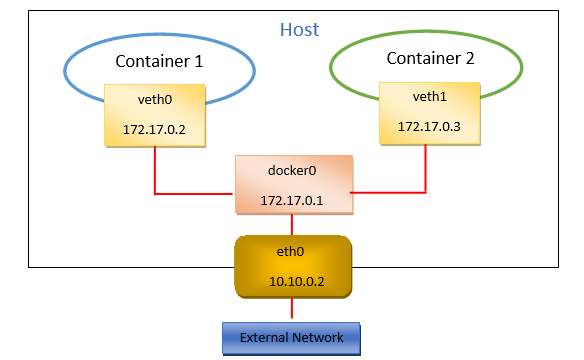 Host
Container 1
Container 2
veth0
172.17.0.2
veth1
172.17.0.3
docker0
172.17.0.1
eth0
10.10.0.2
External Network